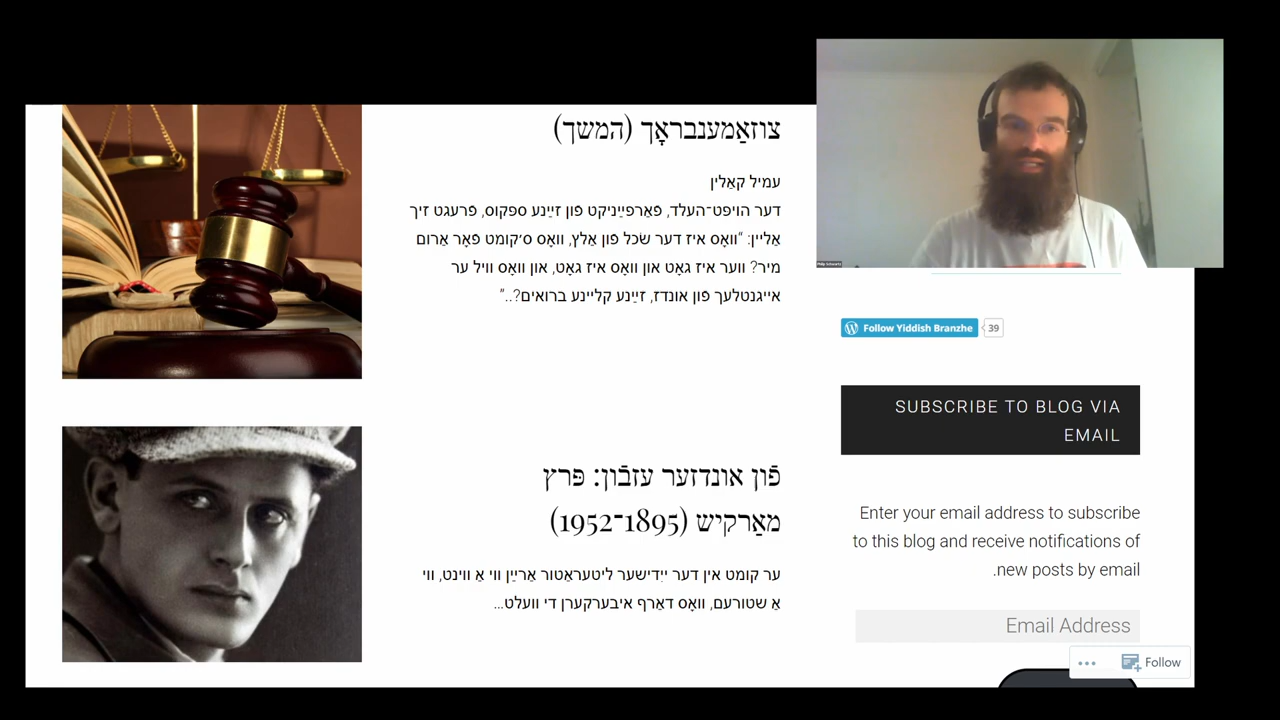 צוזאַמענבראָך (המשך)
עמיל קאַלין
דער הויפּט־העלד, פֿאַרפּייַניקט פֿון זייַנע ספֿקות, פֿרעגט זיך
אַליין: "וואָס איז דער שׂכל פֿון אַלץ, וואָס ס׳קומט פֿאָר אַרום
מיר? ווער איז גאָט און וואָס איז גאָט, און וואָס וויל ער
אייגנטלעך פֿון אונדז, זייַנע קליינע ברואים?.."
פֿון אונדזער עזבֿון: פּרץ
מאַרקיש (1895־1952)
ער קומט אין דער ייִדישער ליטעראַטור אַרייַן ווי אַ ווינט, ווי
אַ שטורעם, וואָס דאַרף איבערקערן די וועלט...
Follow Yiddish Branzhe 39
SUBSCRIBE TO BLOG VIA
EMAIL
Enter your email address to subscribe
to this blog and receive notifications of
.new posts by email
Email Address
Follow